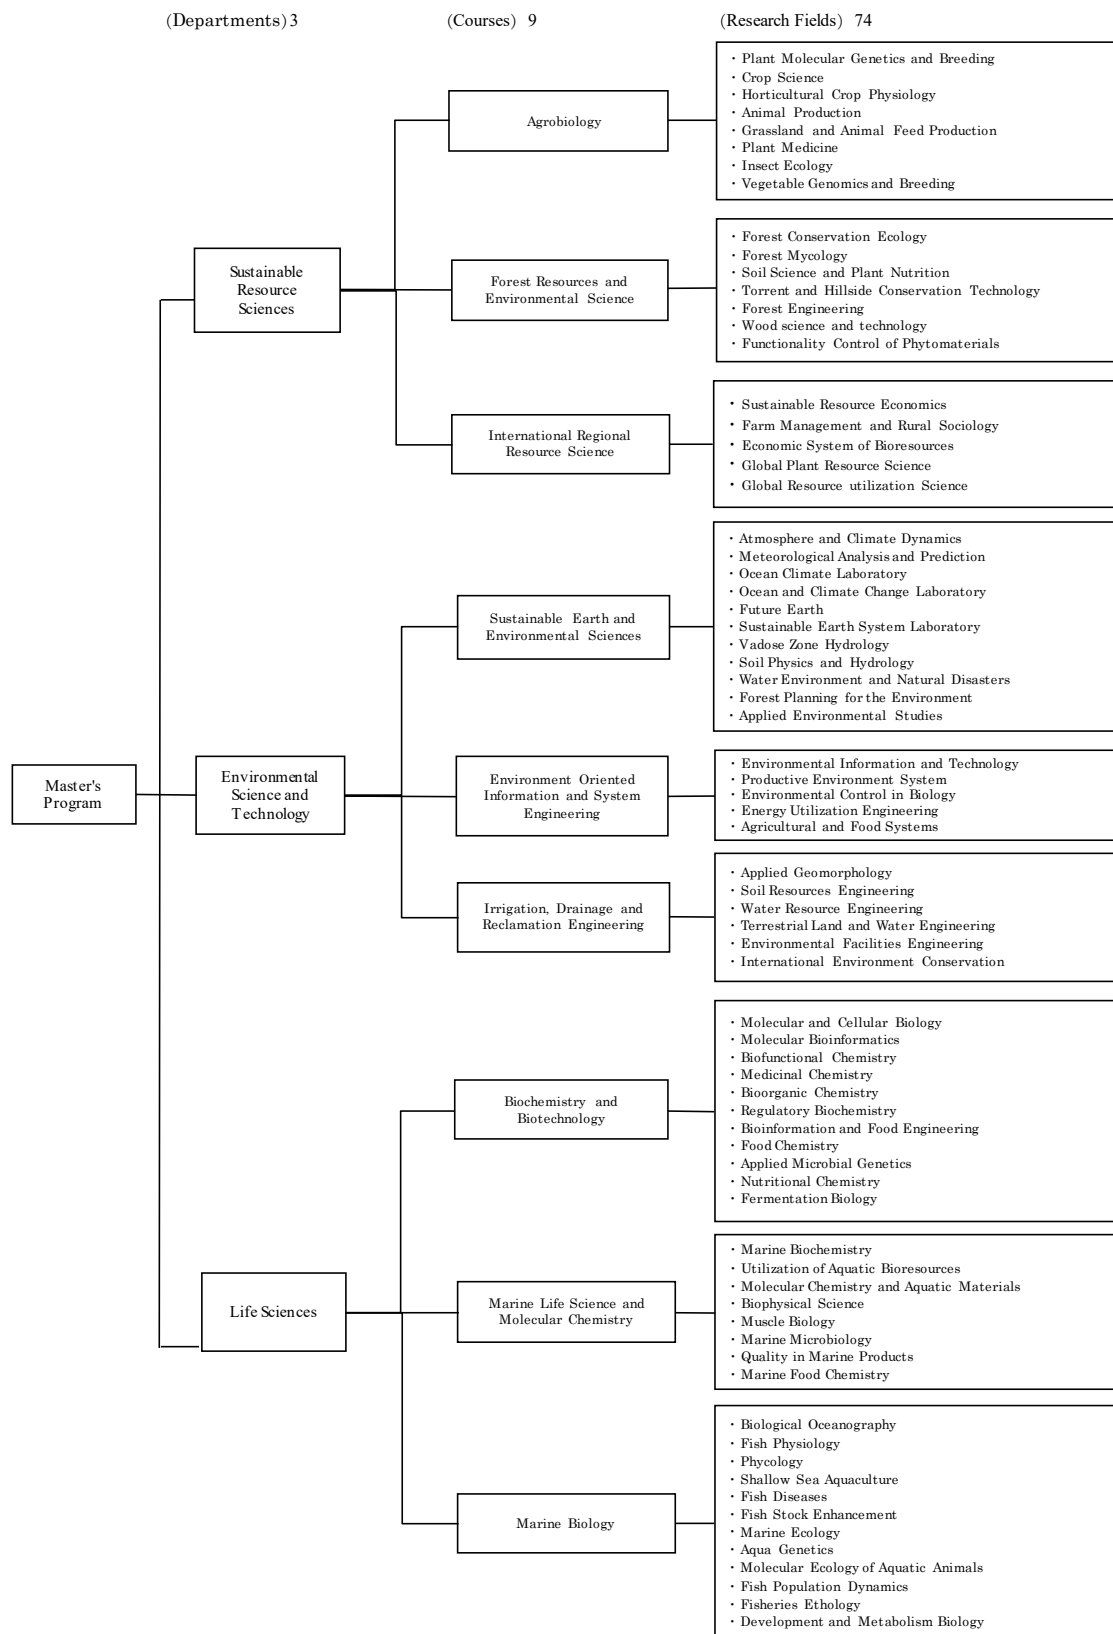 (Departments) 3 (Courses) 9 (Research Fields) 74
Master's
Program
Sustainable
Resource
Sciences
Agrobiology
・Plant Molecular Genetics and Breeding
・Crop Science
・Horticultural Crop Physiology
・Animal Production
・Grassland and Animal Feed Production
・Plant Medicine
・Insect Ecology
・Vegetable Genomics and Breeding
Forest Resources and
Environmental Science
・Forest Conservation Ecology
・Forest Mycology
・Soil Science and Plant Nutrition
・Torrent and Hillside Conservation Technology
・Forest Engineering
・Wood science and technology
・Functionality Control of Phytomaterials
International Regional
Resource Science
・Sustainable Resource Economics
・Farm Management and Rural Sociology
・Economic System of Bioresources
・Global Plant Resource Science
・Global Resource utilization Science
Environmental
Science and
Technology
Sustainable Earth and
Environmental Sciences
・Atmosphere and Climate Dynamics
・Meteorological Analysis and Prediction
・Ocean Climate Laboratory
・Ocean and Climate Change Laboratory
・Future Earth
・Sustainable Earth System Laboratory
・Vadose Zone Hydrology
・Soil Physics and Hydrology
・Water Environment and Natural Disasters
・Forest Planning for the Environment
・Applied Environmental Studies
Environment Oriented
Information and System
Engineering
・Environmental Information and Technology
・Productive Environment System
・Environmental Control in Biology
・Energy Utilization Engineering
・Agricultural and Food Systems
Irrigation, Drainage and
Reclamation Engineering
・Applied Geomorphology
・Soil Resources Engineering
・Water Resource Engineering
・Terrestrial Land and Water Engineering
・Environmental Facilities Engineering
・International Environment Conservation
Life Sciences
Biochemistry and
Biotechnology
・Molecular and Cellular Biology
・Molecular Bioinformatics
・Biofunctional Chemistry
・Medicinal Chemistry
・Bioorganic Chemistry
・Regulatory Biochemistry
・Bioinformation and Food Engineering
・Food Chemistry
・Applied Microbial Genetics
・Nutritional Chemistry
・Fermentation Biology
Marine Life Science and
Molecular Chemistry
・Marine Biochemistry
・Utilization of Aquatic Bioresources
・Molecular Chemistry and Aquatic Materials
・Biophysical Science
・Muscle Biology
・Marine Microbiology
・Quality in Marine Products
・Marine Food Chemistry
Marine Biology
・Biological Oceanography
・Fish Physiology
・Phycology
・Shallow Sea Aquaculture
・Fish Diseases
・Fish Stock Enhancement
・Marine Ecology
・Aqua Genetics
・Molecular Ecology of Aquatic Animals
・Fish Population Dynamics
・Fisheries Ethology
・Development and Metabolism Biology